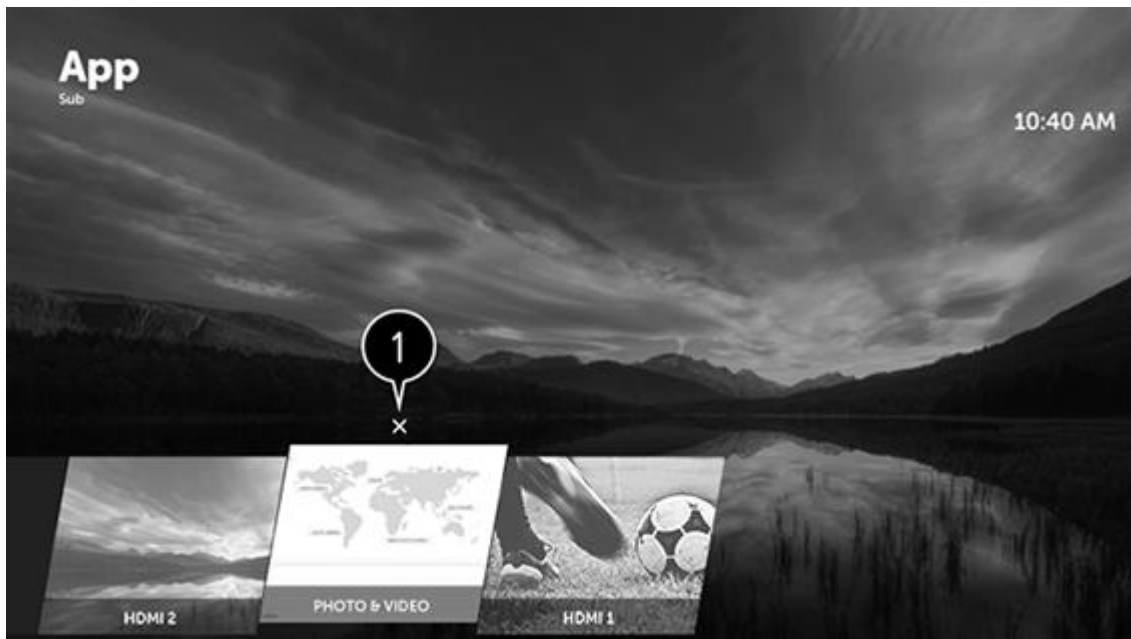 App
Sub
10:40 AM
1
×
HDMI 2
PHOTO & VIDEO
HDMI 1